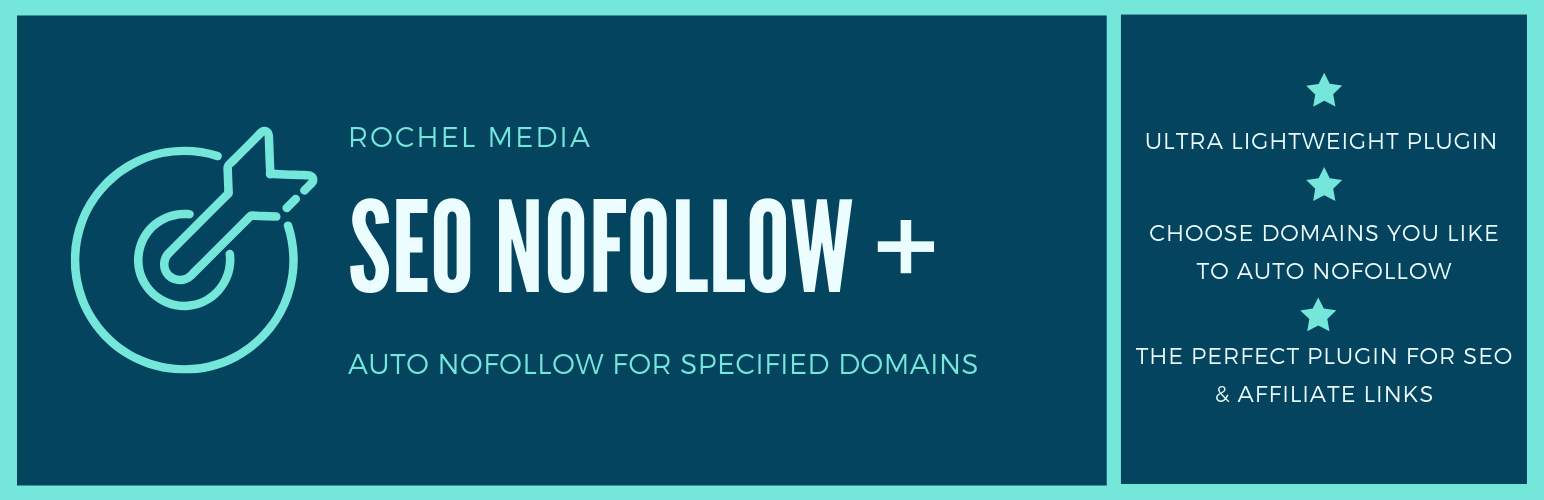 ROCHEL MEDIA
SEO NOFOLLOW +
AUTO NOFOLLOW FOR SPECIFIED DOMAINS
ULTRA LIGHTWEIGHT PLUGIN
CHOOSE DOMAINS YOU LIKE
TO AUTO NOFOLLOW
THE PERFECT PLUGIN FOR SEO
& AFFILIATE LINKS